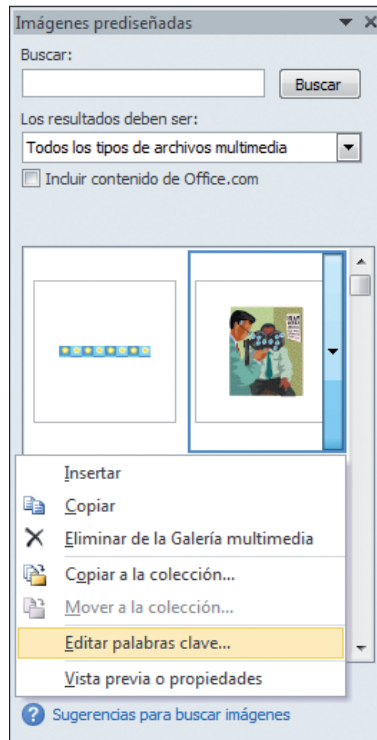 Imágenes prediseñadas
Buscar:
Buscar
Los resultados deben ser:
Todos los tipos de archivos multimedia
Incluir contenido de Office.com
Insertar
Copiar
Eliminar de la Galería multimedia
Copiar a la colección...
Mover a la colección...
Editar palabras clave...
Vista previa o propiedades
Sugerencias para buscar imágenes